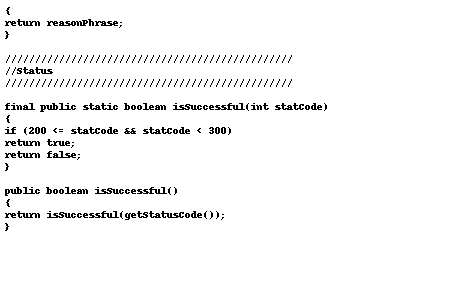 {
return reasonPhrase;
}
////////////////////////////////////////////////
//Status
////////////////////////////////////////////////
final public static boolean isSuccessful(int statCode)
{
if (200 <= statCode && statCode < 300)
return true;
return false;
}
public boolean isSuccessful()
{
return isSuccessful(getStatusCode());
}